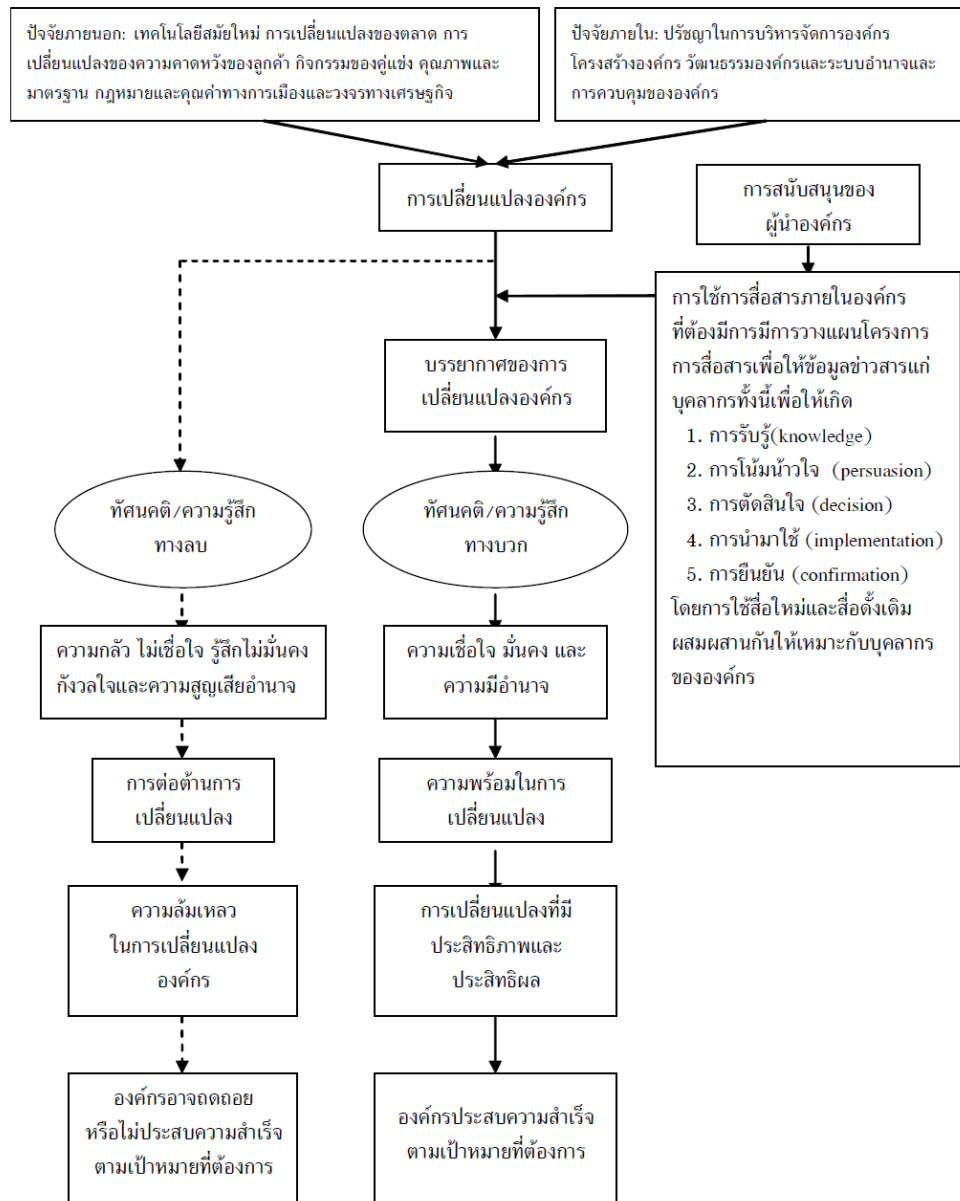 ปัจจัยภายนอก: เทคโนโลยีสมัยใหม่ การเปลี่ยนแปลงของตลาด การ
เปลี่ยนแปลงของความคาดหวังของลูกค้า กิจกรรมของคู่แข่ง คุณภาพและ
มาตรฐาน กฎหมายและคุณค่าทางการเมืองและวงจรทางเศรษฐกิจ
ปัจจัยภายใน: ปรัชญาในการบริหารจัดการองค์กร
โครงสร้างองค์กร วัฒนธรรมองค์กรและระบบอำนาจและ
การควบคุมขององค์กร
การเปลี่ยนแปลงองค์กร
การสนับสนุนของ
ผู้นำองค์กร
การใช้การสื่อสารภายในองค์กร
ที่ต้องมีการมีการวางแผนโครงการ
การสื่อสารเพื่อให้ข้อมูลข่าวสารแก่
บุคลากรทั้งนี้เพื่อให้เกิด
1. การรับรู้(knowledge)
2. การโน้มน้าวใจ (persuasion)
3. การตัดสินใจ (decision)
4. การนำมาใช้ (implementation)
5. การยืนยัน (confirmation)
โดยการใช้สื่อใหม่และสื่อดั้งเดิม
ผสมผสานกันให้เหมาะกับบุคลากร
ขององค์กร
บรรยากาศของการ
เปลี่ยนแปลงองค์กร
ทัศนคติ/ความรู้สึก
ทางลบ
ทัศนคติ/ความรู้สึก
ทางบวก
ความกลัว ไม่เชื่อใจ รู้สึกไม่มั่นคง
กังวลใจและความสูญเสียอำนาจ
ความเชื่อใจ มั่นคง และ
ความมีอำนาจ
การต่อต้านการ
เปลี่ยนแปลง
ความพร้อมในการ
เปลี่ยนแปลง
ความล้มเหลว
ในการเปลี่ยนแปลง
องค์กร
การเปลี่ยนแปลงที่มี
ประสิทธิภาพและ
ประสิทธิผล
องค์กรอาจถดถอย
หรือไม่ประสบความสำเร็จ
ตามเป้าหมายที่ต้องการ
องค์กรประสบความสำเร็จ
ตามเป้าหมายที่ต้องการ